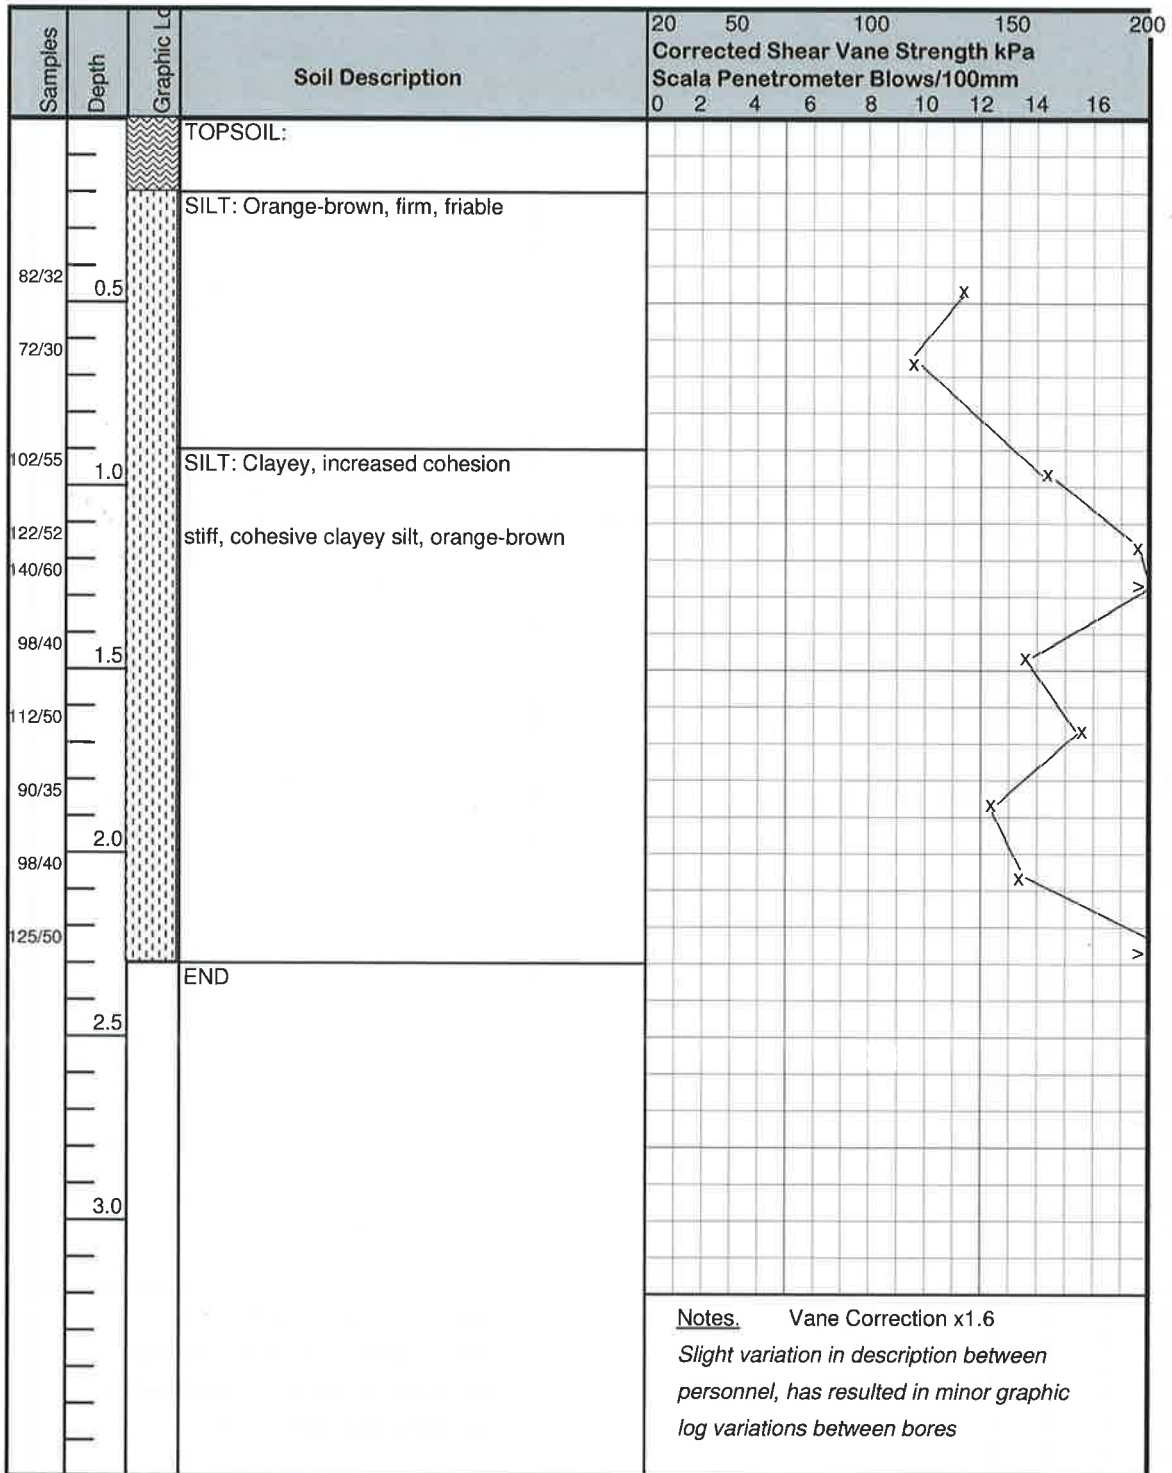 Samples
Depth
Graphic Lo
Soil Description
20 50 100 150 200
Corrected Shear Vane Strength kPa
Scala Penetrometer Blows/100mm
0 2 4 6 8 10 12 14 16
TOPSOIL:
SILT: Orange-brown, firm, friable
82/32
0.5
x
72/30
x
102/55
SILT: Clayey, increased cohesion
1.0
x
122/52
stiff, cohesive clayey silt, orange-brown
x
140/60
>
98/40
1.5
x
112/50
x
90/35
x
2.0
98/40
x
125/50
>
END
2.5
3.0
Notes. Vane Correction x1.6
Slight variation in description between
personnel, has resulted in minor graphic
log variations between bores